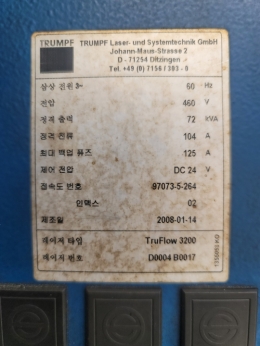 TRUMPF TRUMPF Laser- und Systemtechnik GmbH
Johann-Maus-Strasse 2
D - 71254 Ditzingen
Tel. +49 (0) 7156 / 303 - 0
삼상 전원 3~ 60 Hz
전압 460 V
정격 출력 72 kVA
정격 전류 104 A
최대 백업 퓨즈 125 A
제어 전압 DC 24 V
접속도 번호 97073-5-264
인덱스 02
제조일 2008-01-14
레이저 타입 TruFlow 3200
레이저 번호 D0004 B0017